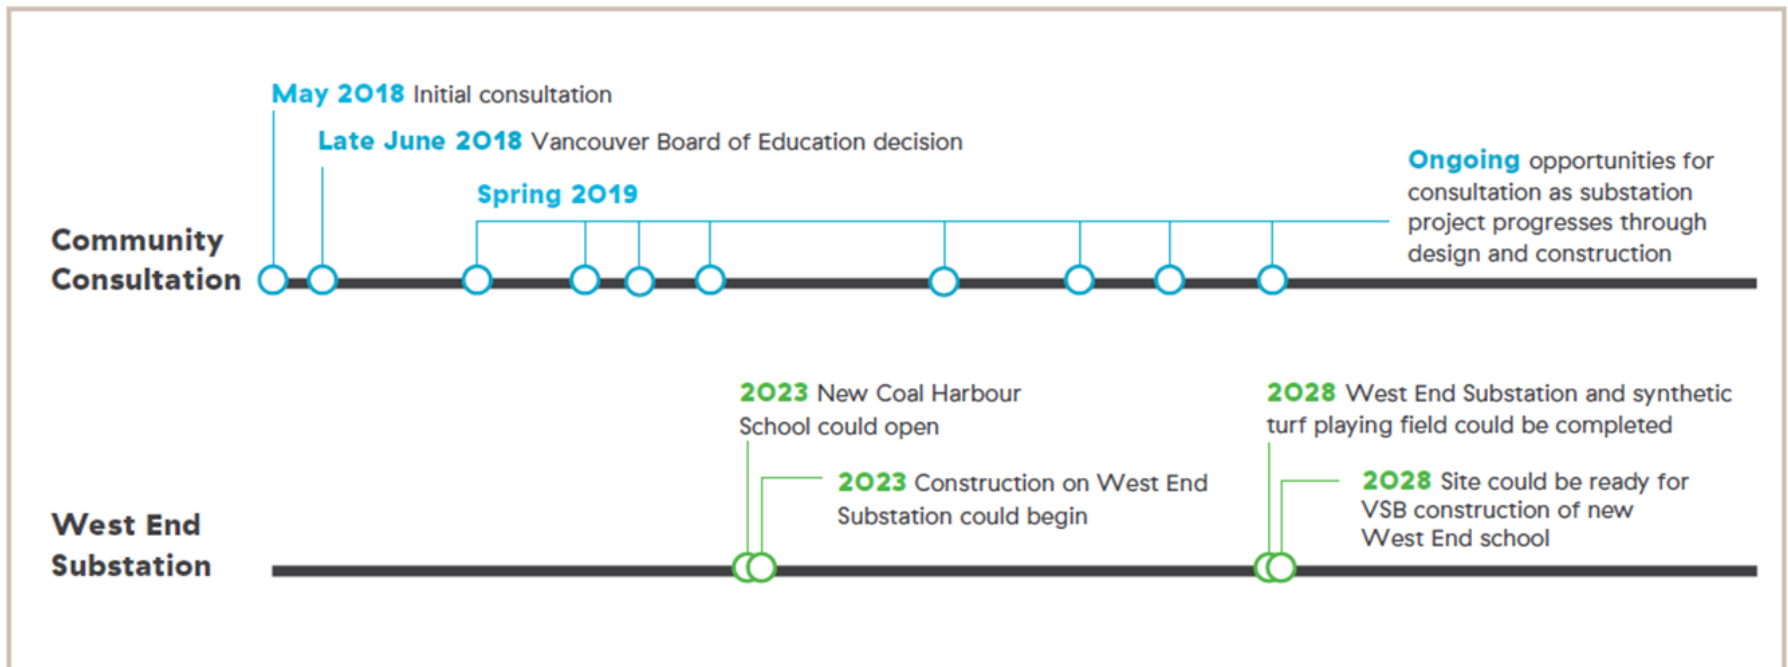 May 2018 Initial consultation
Late June 2018 Vancouver Board of Education decision
Spring 2019
Ongoing opportunities for
consultation as substation
project progresses through
design and construction
Community
Consultation
2023 New Coal Harbour
School could open
2023 Construction on West End
Substation could begin
2028 West End Substation and synthetic
turf playing field could be completed
2028 Site could be ready for
VSB construction of new
West End school
West End
Substation